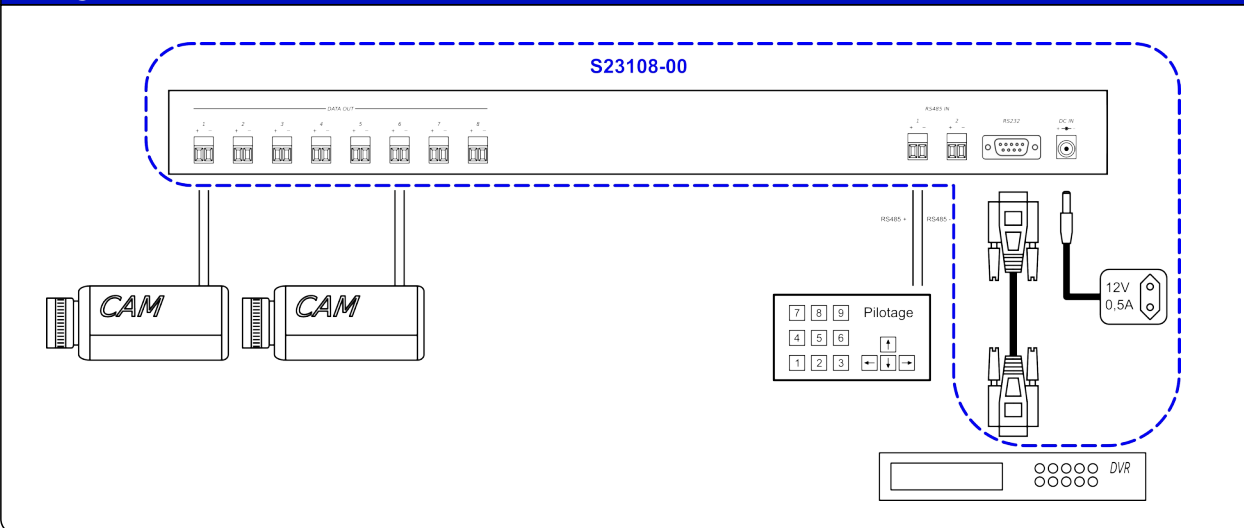 S23108-00
DATA OUT
1 2 3 4 5 6 7 8
+ − + − + − + − + − + − + − + −
RS485 IN
1 2
+ − + −
RS232
DC IN
RS485 + RS485 -
CAM
CAM
12V
0,5A
7 8 9 Pilotage
4 5 6 ↑
1 2 3 ← ↓ →
DVR